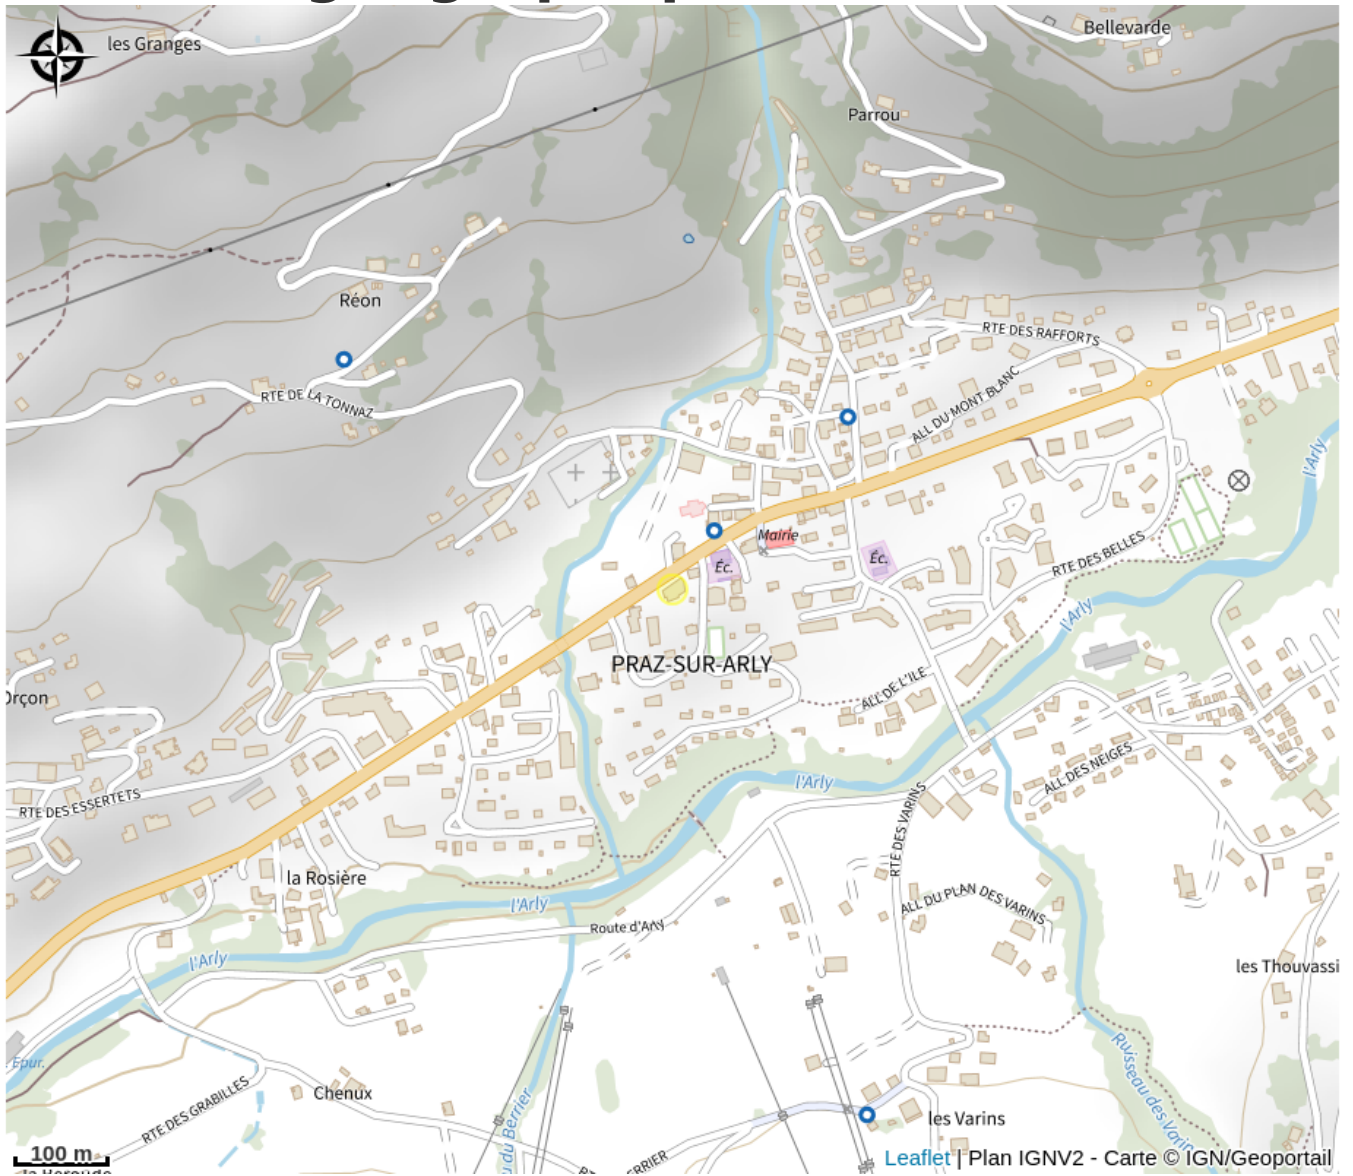 les Granges
Bellevarde
Parrou
Réon
RTE DES RAFFORTS
RTE DE LA TONNAZ
ALL DU MONT BLANC
l'Arly
Mairie
Éc.
Éc.
RTE DES BELLES
l'Arly
PRAZ-SUR-ARLY
ALL DE L'ILE
Orçon
ALL DES NEIGES
l'Arly
RTE DES ESSERTETS
RTE DES VARINS
la Rosière
ALL DU PLAN DES VARINS
l'Arly
Route d'Arly
l'Arly
les Thouvassi
Epur.
Ruisseau des Varins
Chenux
RTE DES GRABILLES
les Varins
u du Berrier
100 m
Leaflet | Plan IGNV2 - Carte © IGN/Geoportail